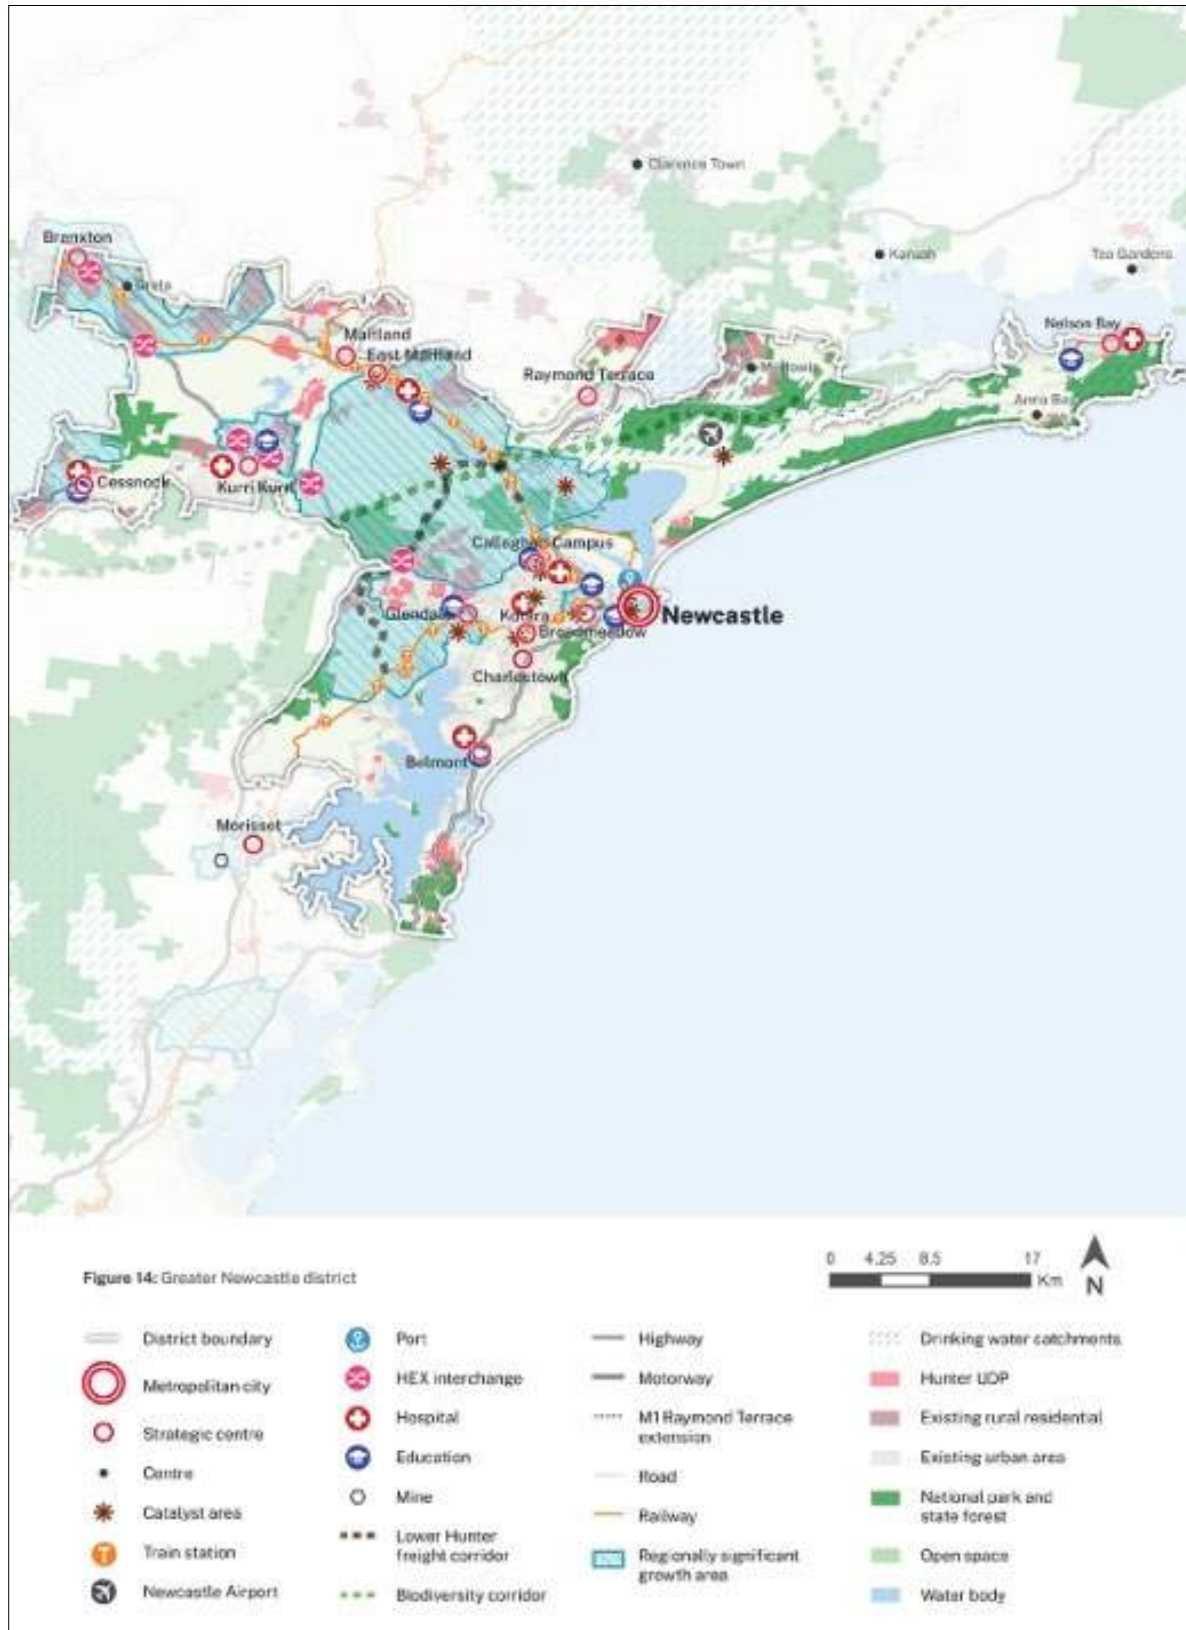 Clarence Town
Branxton
Karuah
Tea Gardens
Greta
Nelson Bay
Maitland
East Maitland
Raymond Terrace
Anna Bay
Cessnock
Kurri Kurri
Callaghan Campus
Glendale
Kotara
Newcastle
Broadmeadow
Charlestown
Belmont
Morisset
0 4.25 8.5 17
Km
N
Figure 14: Greater Newcastle district
District boundary
Metropolitan city
Strategic centre
Centre
Catalyst area
Train station
Newcastle Airport
Port
HEX interchange
Hospital
Education
Mine
Lower Hunter
freight corridor
Biodiversity corridor
Highway
Motorway
M1 Raymond Terrace
extension
Road
Railway
Regionally significant
growth area
Drinking water catchments
Hunter UDP
Existing rural residential
Existing urban area
National park and
state forest
Open space
Water body